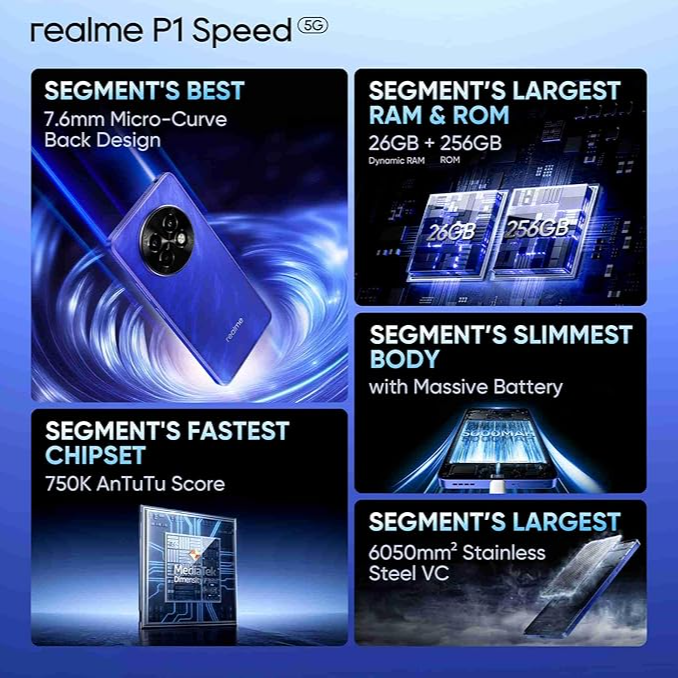 realme P1 Speed 5G
SEGMENT'S BEST
7.6mm Micro-Curve
Back Design
realme
SEGMENT'S LARGEST
RAM & ROM
26GB + 256GB
Dynamic RAM ROM
26GB 256GB
SEGMENT'S SLIMMEST
BODY
with Massive Battery
5000MAH
SEGMENT'S FASTEST
CHIPSET
750K AnTuTu Score
MediaTek
Dimensity
SEGMENT'S LARGEST
6050mm² Stainless
Steel VC